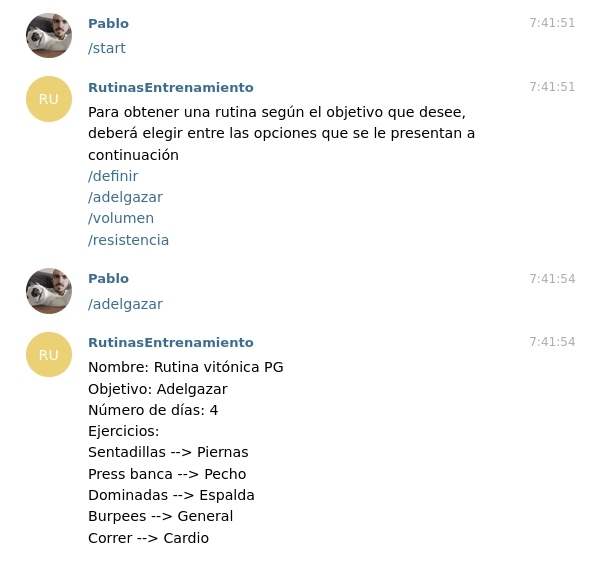 Pablo 7:41:51
/start
RutinasEntrenamiento 7:41:51
RU
Para obtener una rutina según el objetivo que desee,
deberá elegir entre las opciones que se le presentan a
continuación
/definir
/adelgazar
/volumen
/resistencia
Pablo 7:41:54
/adelgazar
RutinasEntrenamiento 7:41:54
RU
Nombre: Rutina vitónica PG
Objetivo: Adelgazar
Número de días: 4
Ejercicios:
Sentadillas --> Piernas
Press banca --> Pecho
Dominadas --> Espalda
Burpees --> General
Correr --> Cardio